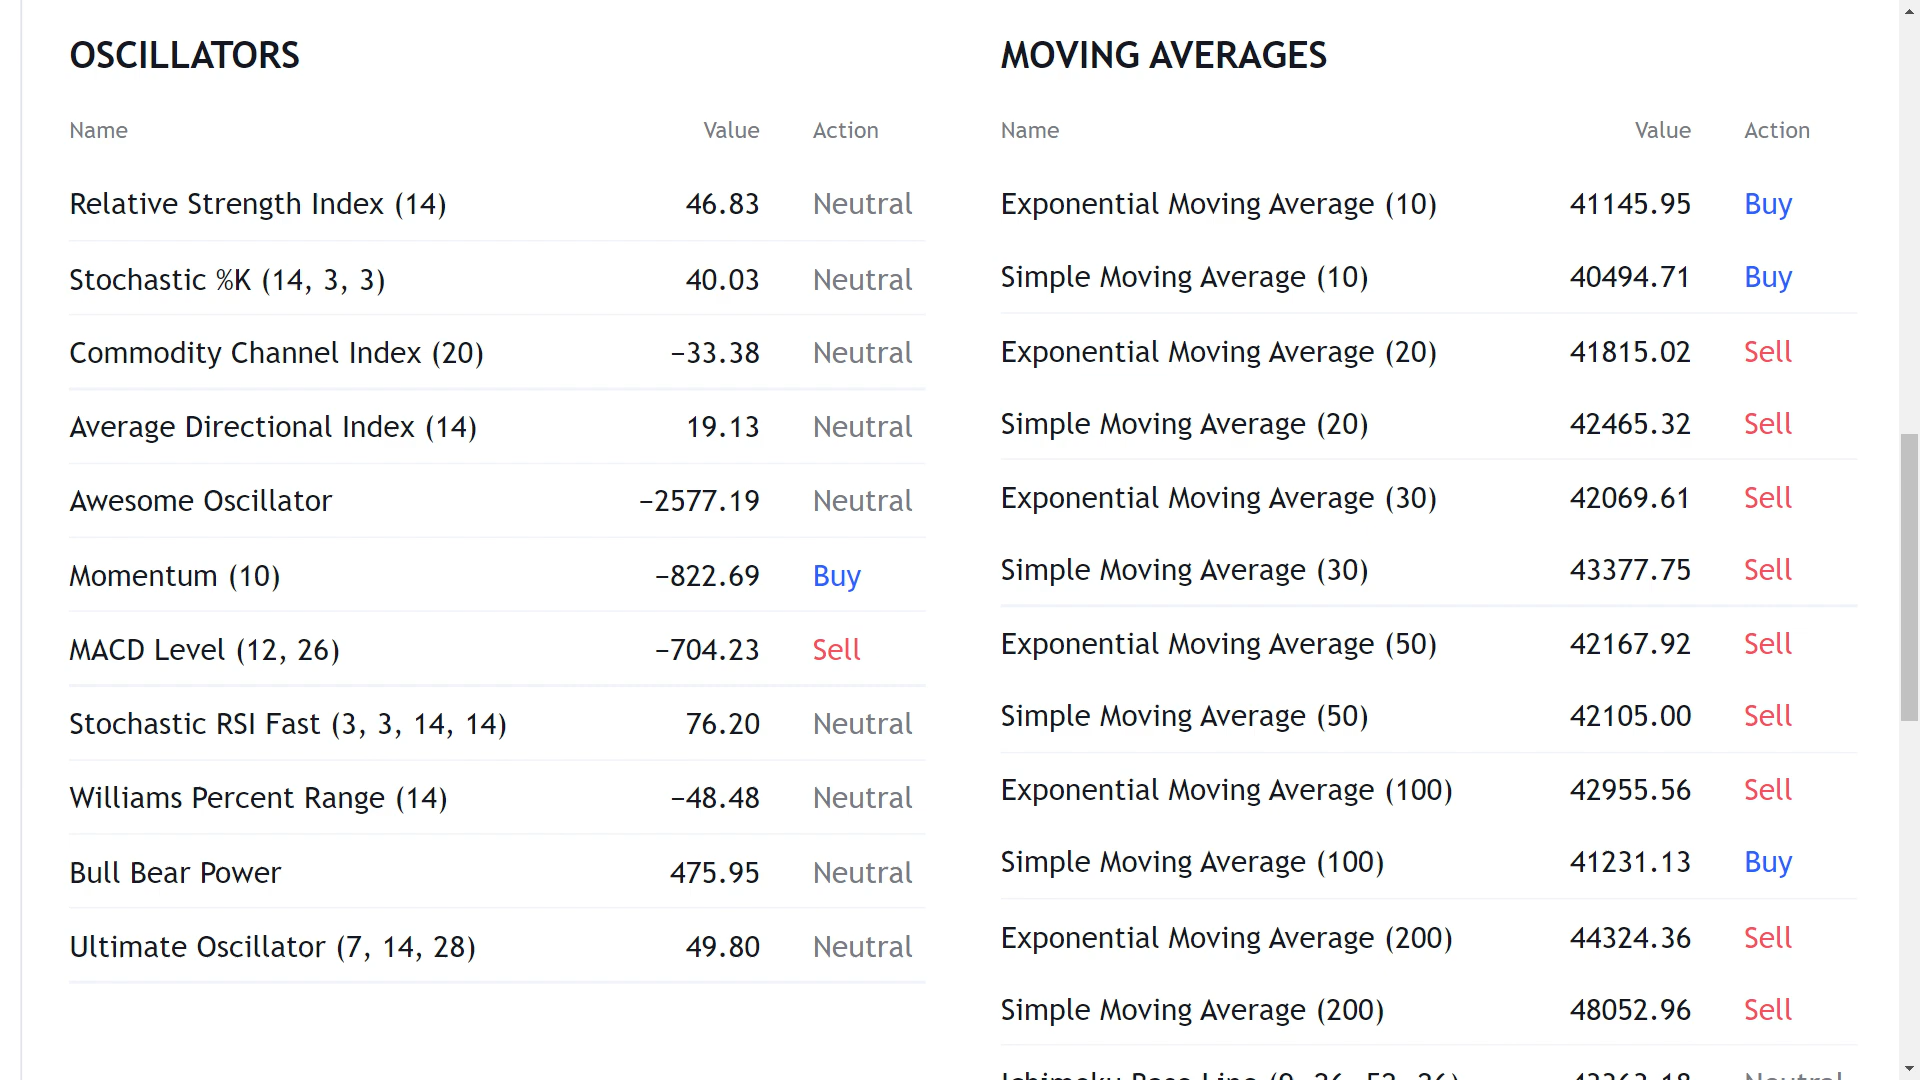 OSCILLATORS
Name Value Action
Relative Strength Index (14) 46.83 Neutral
Stochastic %K (14, 3, 3) 40.03 Neutral
Commodity Channel Index (20) −33.38 Neutral
Average Directional Index (14) 19.13 Neutral
Awesome Oscillator −2577.19 Neutral
Momentum (10) −822.69 Buy
MACD Level (12, 26) −704.23 Sell
Stochastic RSI Fast (3, 3, 14, 14) 76.20 Neutral
Williams Percent Range (14) −48.48 Neutral
Bull Bear Power 475.95 Neutral
Ultimate Oscillator (7, 14, 28) 49.80 Neutral
MOVING AVERAGES
Name Value Action
Exponential Moving Average (10) 41145.95 Buy
Simple Moving Average (10) 40494.71 Buy
Exponential Moving Average (20) 41815.02 Sell
Simple Moving Average (20) 42465.32 Sell
Exponential Moving Average (30) 42069.61 Sell
Simple Moving Average (30) 43377.75 Sell
Exponential Moving Average (50) 42167.92 Sell
Simple Moving Average (50) 42105.00 Sell
Exponential Moving Average (100) 42955.56 Sell
Simple Moving Average (100) 41231.13 Buy
Exponential Moving Average (200) 44324.36 Sell
Simple Moving Average (200) 48052.96 Sell
Ichimoku Base Line (9, 26, 52, 26) Neutral